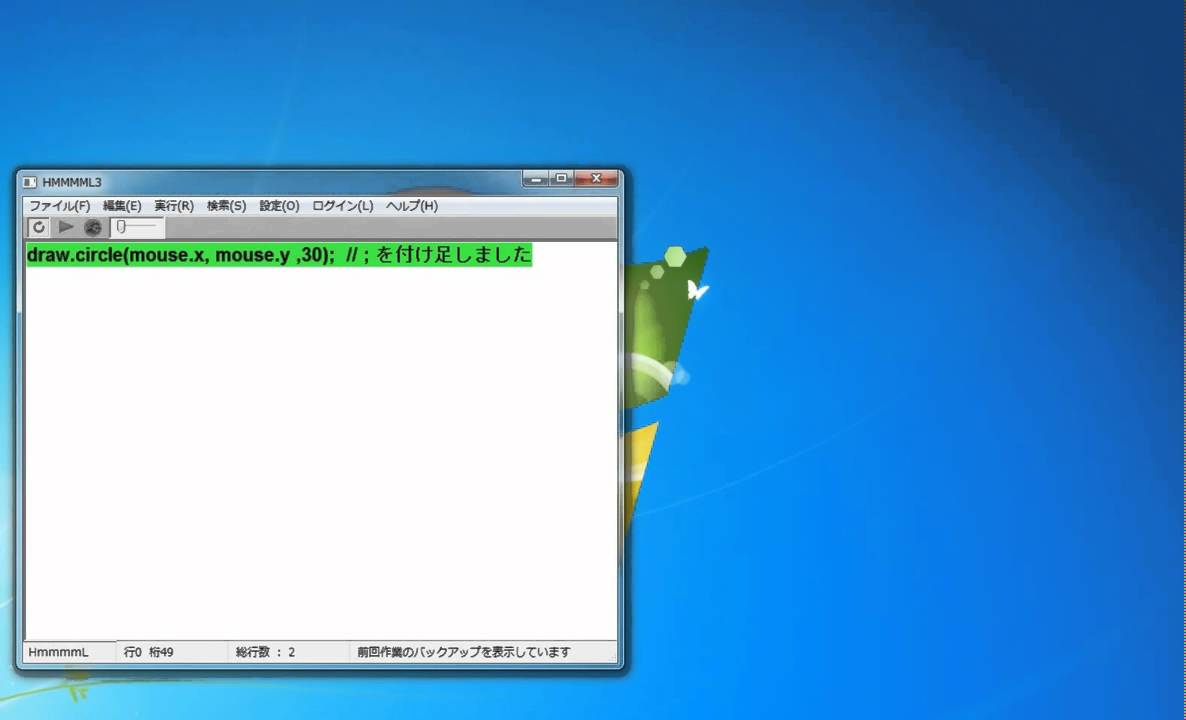 HMMMML3
ファイル(F) 編集(E) 実行(R) 検索(S) 設定(O) ログイン(L) ヘルプ(H)
draw.circle(mouse.x, mouse.y ,30);  // ; を付け足しました
HmmmmL 行0 桁49 総行数 : 2 前回作業のバックアップを表示しています